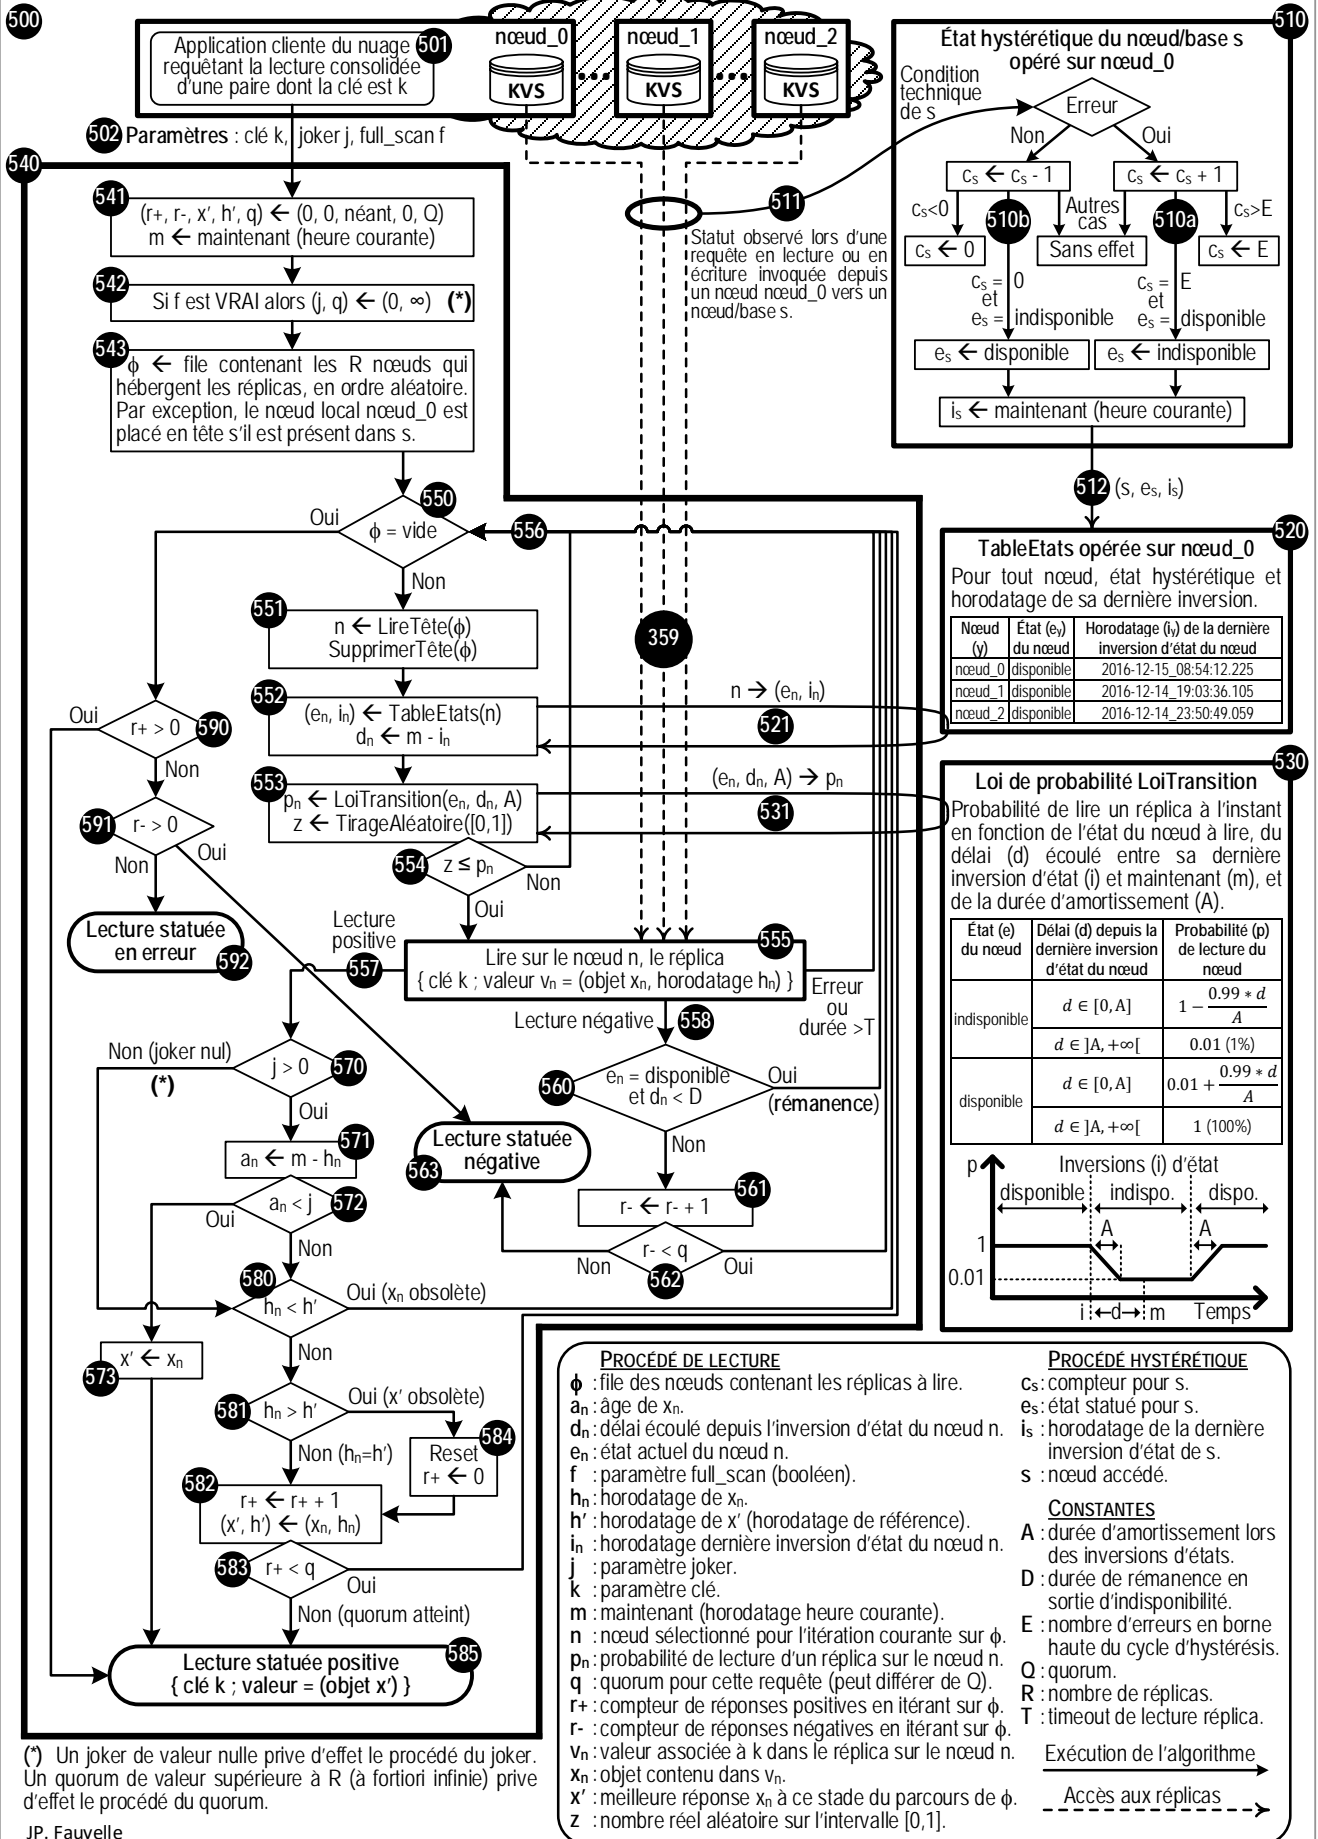 500
Application cliente du nuage
requêtant la lecture consolidée
d'une paire dont la clé est k
501
nœud_0
nœud_1
nœud_2
KVS
KVS
KVS
502 Paramètres : clé k, joker j, full_scan f
510
État hystérétique du nœud/base s
opéré sur nœud_0
Condition
technique
de s
Erreur
Non
Oui
cs ← cs - 1
cs ← cs + 1
cs<0
510b
Autres
cas
510a
cs>E
cs ← 0
Sans effet
cs ← E
cs = 0
et
es = indisponible
cs = E
et
es = disponible
es ← disponible
es ← indisponible
is ← maintenant (heure courante)
511
Statut observé lors d'une
requête en lecture ou en
écriture invoquée depuis
un nœud nœud_0 vers un
nœud/base s.
512 (s, es, is)
520
TableEtats opérée sur nœud_0
Pour tout nœud, état hystérétique et
horodatage de sa dernière inversion.
Nœud (y) | État (ey) du nœud | Horodatage (iy) de la dernière inversion d'état du nœud
nœud_0 | disponible | 2016-12-15_08:54:12.225
nœud_1 | disponible | 2016-12-14_19:03:36.105
nœud_2 | disponible | 2016-12-14_23:50:49.059
540
541
(r+, r-, x', h', q) ← (0, 0, néant, 0, Q)
m ← maintenant (heure courante)
542
Si f est VRAI alors (j, q) ← (0, ∞) (*)
543
ϕ ← file contenant les R nœuds qui
hébergent les réplicas, en ordre aléatoire.
Par exception, le nœud local nœud_0 est
placé en tête s'il est présent dans s.
550
Oui
ϕ = vide
556
Non
551
n ← LireTête(ϕ)
SupprimerTête(ϕ)
359
552
(en, in) ← TableEtats(n)
dn ← m - in
n → (en, in)
521
553
pn ← LoiTransition(en, dn, A)
z ← TirageAléatoire([0,1])
(en, dn, A) → pn
531
554
z ≤ pn
Non
Oui
Oui
r+ > 0
590
Non
591
r- > 0
Non
Oui
Lecture statuée
en erreur
592
Lecture
positive
557
555
Lire sur le nœud n, le réplica
{ clé k ; valeur vn = (objet xn, horodatage hn) }
Erreur
ou
durée >T
Lecture négative
558
560
en = disponible
et dn < D
Oui
(rémanence)
Non
Lecture statuée
négative
563
561
r- ← r- + 1
r- < q
Non
562
Oui
Non (joker nul)
(*)
j > 0
570
Oui
571
an ← m - hn
an < j
572
Oui
Non
580
hn < h'
Oui (xn obsolète)
Non
x' ← xn
573
581
hn > h'
Oui (x' obsolète)
Non (hn=h')
584
Reset
r+ ← 0
582
r+ ← r+ + 1
(x', h') ← (xn, hn)
583
r+ < q
Oui
Non (quorum atteint)
Lecture statuée positive
{ clé k ; valeur = (objet x') }
585
530
Loi de probabilité LoiTransition
Probabilité de lire un réplica à l'instant
en fonction de l'état du nœud à lire, du
délai (d) écoulé entre sa dernière
inversion d'état (i) et maintenant (m), et
de la durée d'amortissement (A).
État (e) du nœud | Délai (d) depuis la dernière inversion d'état du nœud | Probabilité (p) de lecture du nœud
indisponible | d ∈ [0, A] | 1 − 0.99 * d / A
d ∈ ]A, +∞[ | 0.01 (1%)
disponible | d ∈ [0, A] | 0.01 + 0.99 * d / A
d ∈ ]A, +∞[ | 1 (100%)
p
Inversions (i) d'état
disponible
indispo.
dispo.
A
A
1
0.01
i
d
m
Temps
PROCÉDÉ DE LECTURE
ϕ : file des nœuds contenant les réplicas à lire.
an : âge de xn.
dn : délai écoulé depuis l'inversion d'état du nœud n.
en : état actuel du nœud n.
f : paramètre full_scan (booléen).
hn : horodatage de xn.
h' : horodatage de x' (horodatage de référence).
in : horodatage dernière inversion d'état du nœud n.
j : paramètre joker.
k : paramètre clé.
m : maintenant (horodatage heure courante).
n : nœud sélectionné pour l'itération courante sur ϕ.
pn : probabilité de lecture d'un réplica sur le nœud n.
q : quorum pour cette requête (peut différer de Q).
r+ : compteur de réponses positives en itérant sur ϕ.
r- : compteur de réponses négatives en itérant sur ϕ.
vn : valeur associée à k dans le réplica sur le nœud n.
xn : objet contenu dans vn.
x' : meilleure réponse xn à ce stade du parcours de ϕ.
z : nombre réel aléatoire sur l'intervalle [0,1].
PROCÉDÉ HYSTÉRÉTIQUE
cs : compteur pour s.
es : état statué pour s.
is : horodatage de la dernière
inversion d'état de s.
s : nœud accédé.
CONSTANTES
A : durée d'amortissement lors
des inversions d'états.
D : durée de rémanence en
sortie d'indisponibilité.
E : nombre d'erreurs en borne
haute du cycle d'hystérésis.
Q : quorum.
R : nombre de réplicas.
T : timeout de lecture réplica.
Exécution de l'algorithme
Accès aux réplicas
(*) Un joker de valeur nulle prive d'effet le procédé du joker.
Un quorum de valeur supérieure à R (à fortiori infinie) prive
d'effet le procédé du quorum.
JP. Fauvelle